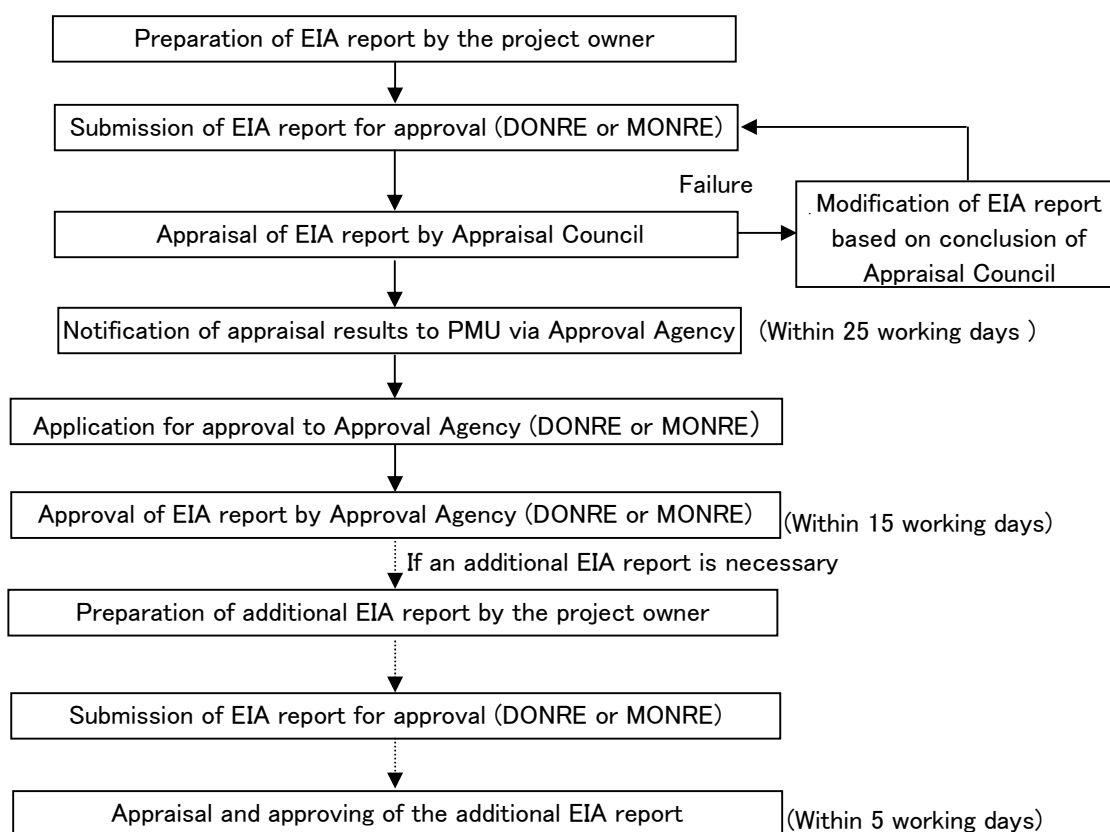 Preparation of EIA report by the project owner
Submission of EIA report for approval (DONRE or MONRE)
Failure
Modification of EIA report
based on conclusion of
Appraisal Council
Appraisal of EIA report by Appraisal Council
Notification of appraisal results to PMU via Approval Agency
(Within 25 working days )
Application for approval to Approval Agency (DONRE or MONRE)
Approval of EIA report by Approval Agency (DONRE or MONRE)
(Within 15 working days)
If an additional EIA report is necessary
Preparation of additional EIA report by the project owner
Submission of EIA report for approval (DONRE or MONRE)
Appraisal and approving of the additional EIA report
(Within 5 working days)